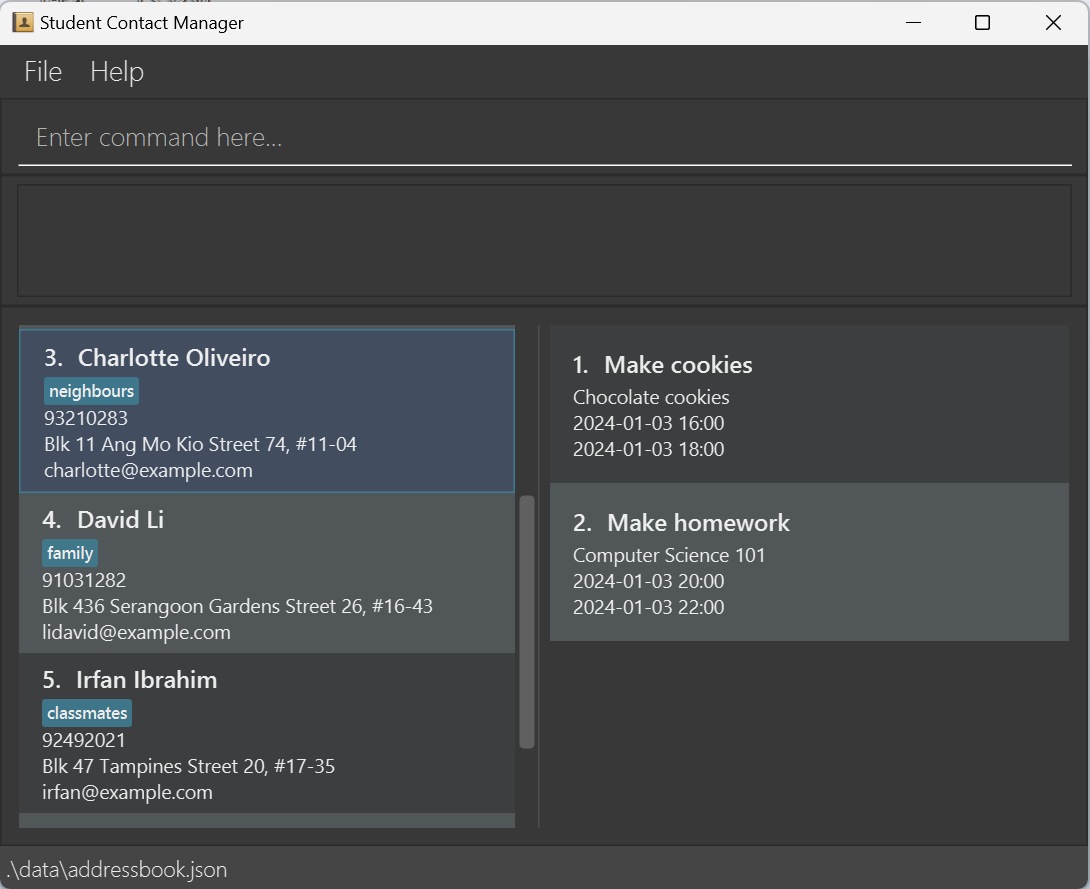 Student Contact Manager
File Help
Enter command here...
3. Charlotte Oliveiro
neighbours
93210283
Blk 11 Ang Mo Kio Street 74, #11-04
charlotte@example.com
4. David Li
family
91031282
Blk 436 Serangoon Gardens Street 26, #16-43
lidavid@example.com
5. Irfan Ibrahim
classmates
92492021
Blk 47 Tampines Street 20, #17-35
irfan@example.com
1. Make cookies
Chocolate cookies
2024-01-03 16:00
2024-01-03 18:00
2. Make homework
Computer Science 101
2024-01-03 20:00
2024-01-03 22:00
.\data\addressbook.json